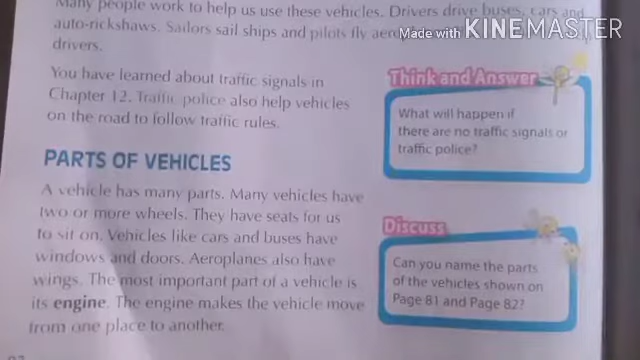 Many people work to help us use these vehicles. Drivers drive buses, cars and
auto-rickshaws. Sailors sail ships and pilots fly
drivers.
Made with KINEMASTER
You have learned about traffic signals in
Chapter 12. Traffic police also help vehicles
on the road to follow traffic rules.
Think and Answer
What will happen if
there are no traffic signals or
traffic police?
PARTS OF VEHICLES
A vehicle has many parts. Many vehicles have
two or more wheels. They have seats for us
to sit on. Vehicles like cars and buses have
windows and doors. Aeroplanes also have
wings. The most important part of a vehicle is
its engine. The engine makes the vehicle move
from one place to another.
Discuss
Can you name the parts
of the vehicles shown on
Page 81 and Page 82?